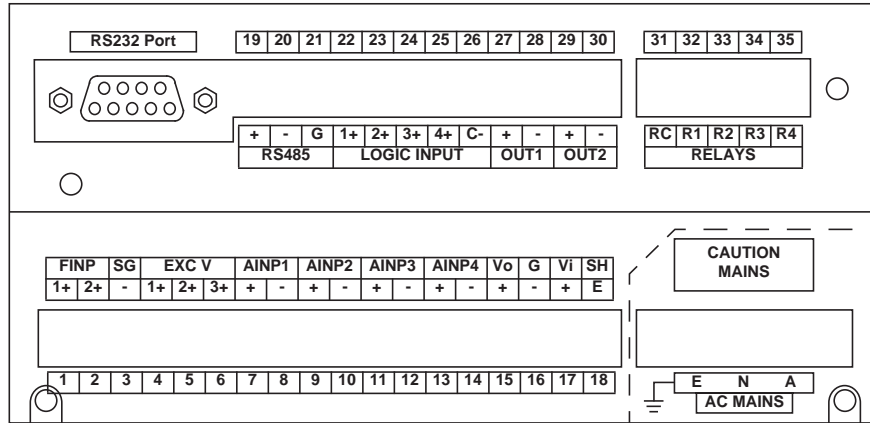 RS232 Port 19 20 21 22 23 24 25 26 27 28 29 30 31 32 33 34 35
+ - G 1+ 2+ 3+ 4+ C- + - + - RC R1 R2 R3 R4
RS485 LOGIC INPUT OUT1 OUT2 RELAYS
CAUTION
MAINS
FINP SG EXC V AINP1 AINP2 AINP3 AINP4 Vo G Vi SH
1+ 2+ - 1+ 2+ 3+ + - + - + - + - + - + E
1 2 3 4 5 6 7 8 9 10 11 12 13 14 15 16 17 18 E N A
AC MAINS